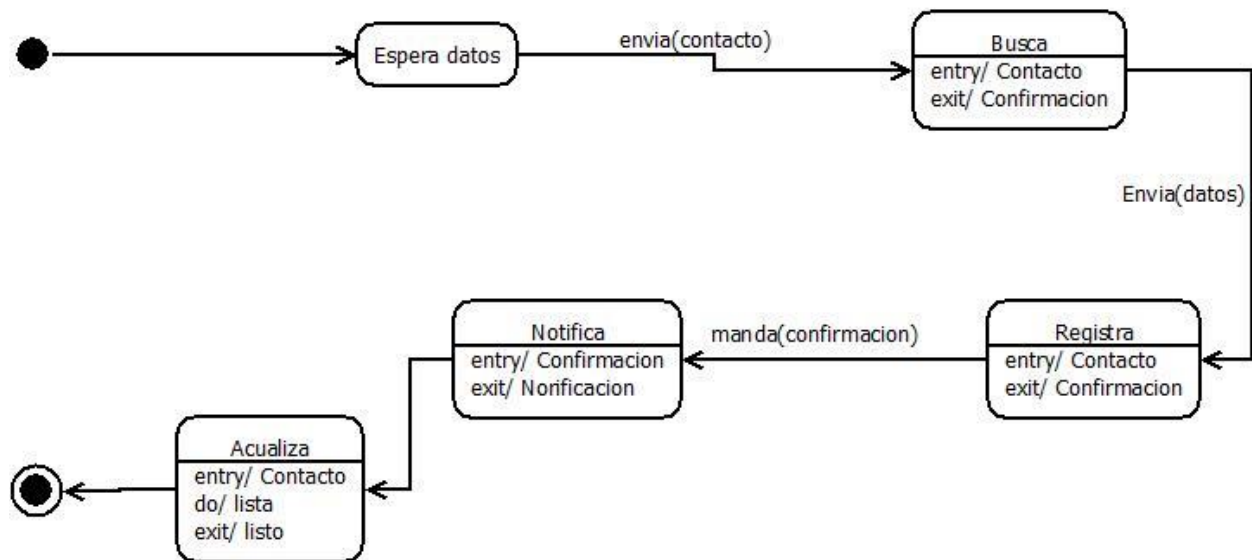 Espera datos
envia(contacto)
Busca
entry/ Contacto
exit/ Confirmacion
Envia(datos)
Registra
entry/ Contacto
exit/ Confirmacion
manda(confirmacion)
Notifica
entry/ Confirmacion
exit/ Norificacion
Acualiza
entry/ Contacto
do/ lista
exit/ listo